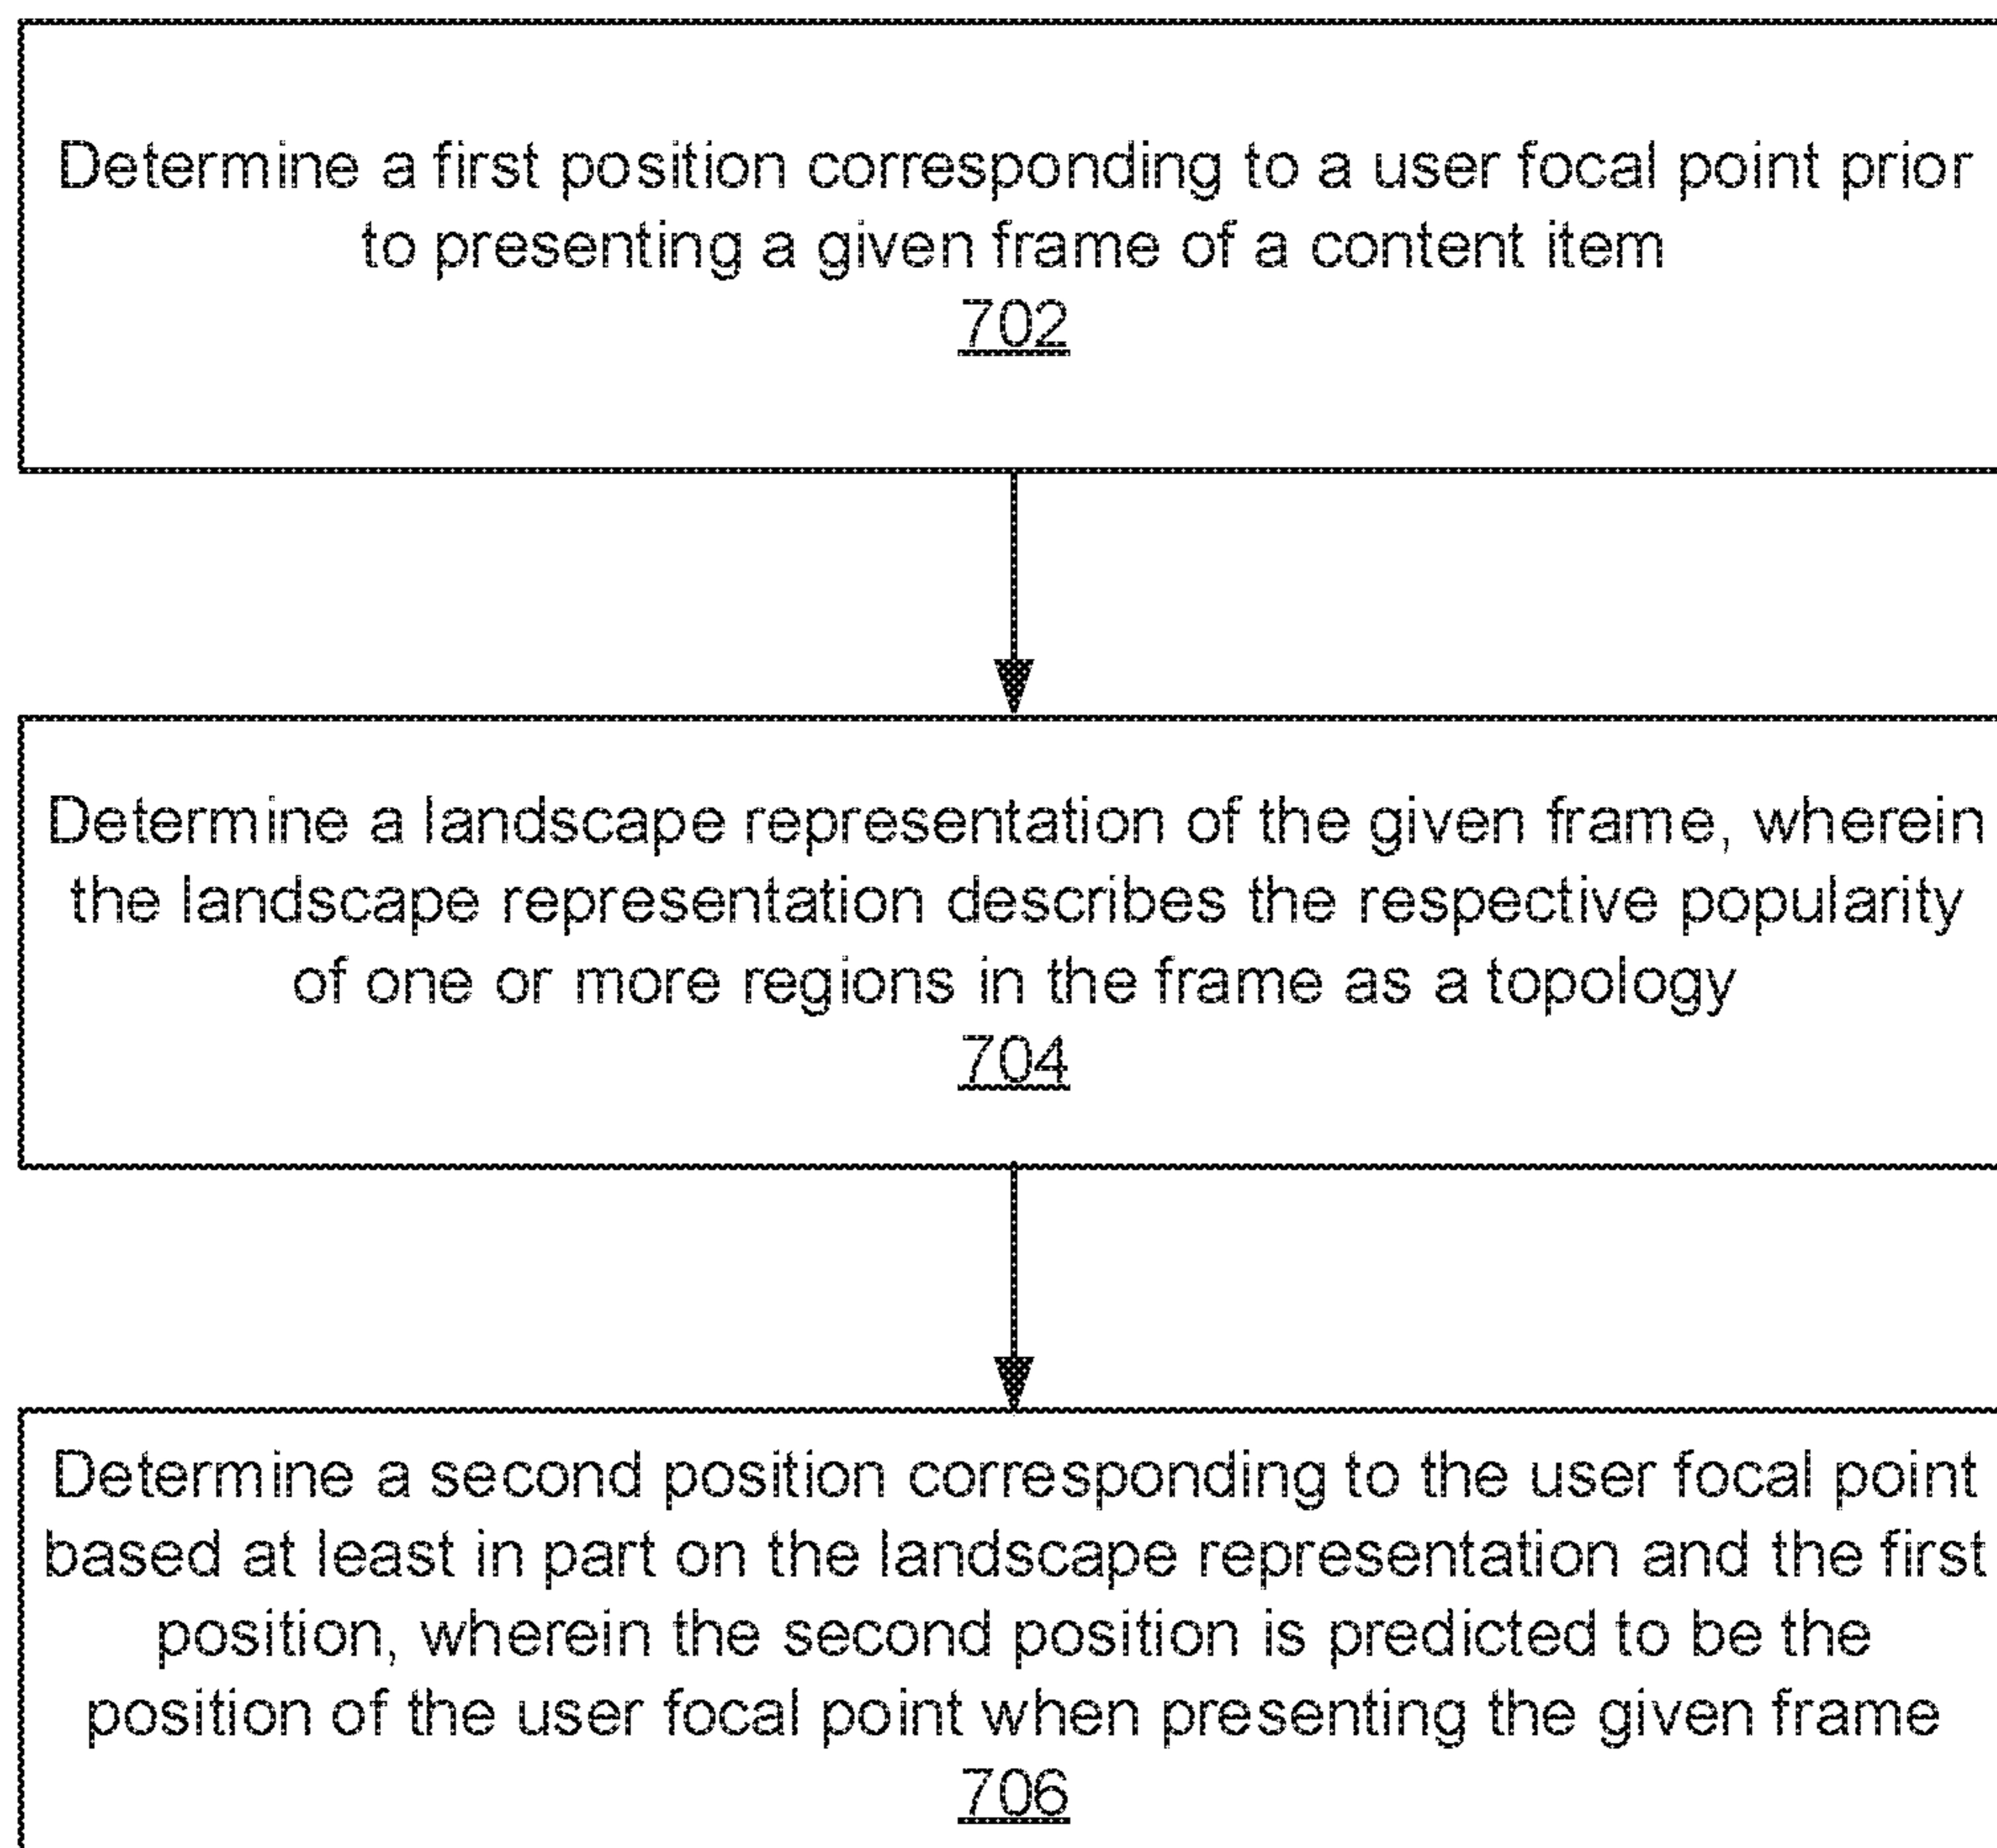 Determine a first position corresponding to a user focal point prior
to presenting a given frame of a content item
702
Determine a landscape representation of the given frame, wherein
the landscape representation describes the respective popularity
of one or more regions in the frame as a topology
704
Determine a second position corresponding to the user focal point
based at least in part on the landscape representation and the first
position, wherein the second position is predicted to be the
position of the user focal point when presenting the given frame
706